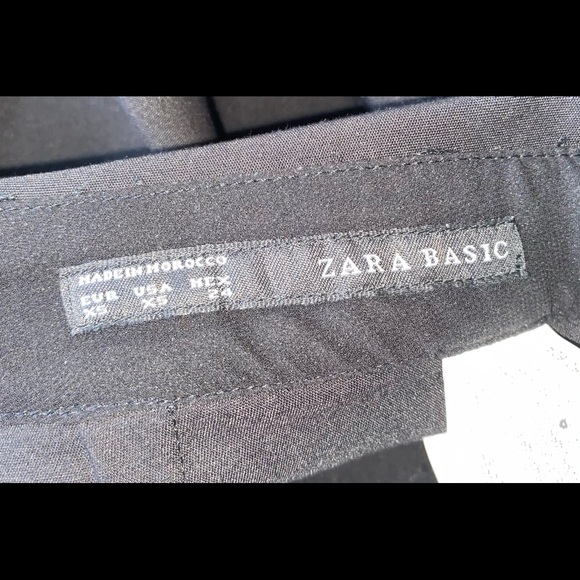 MADE IN MOROCCO
EUR USA MEX
XS XS 24
ZARA BASIC